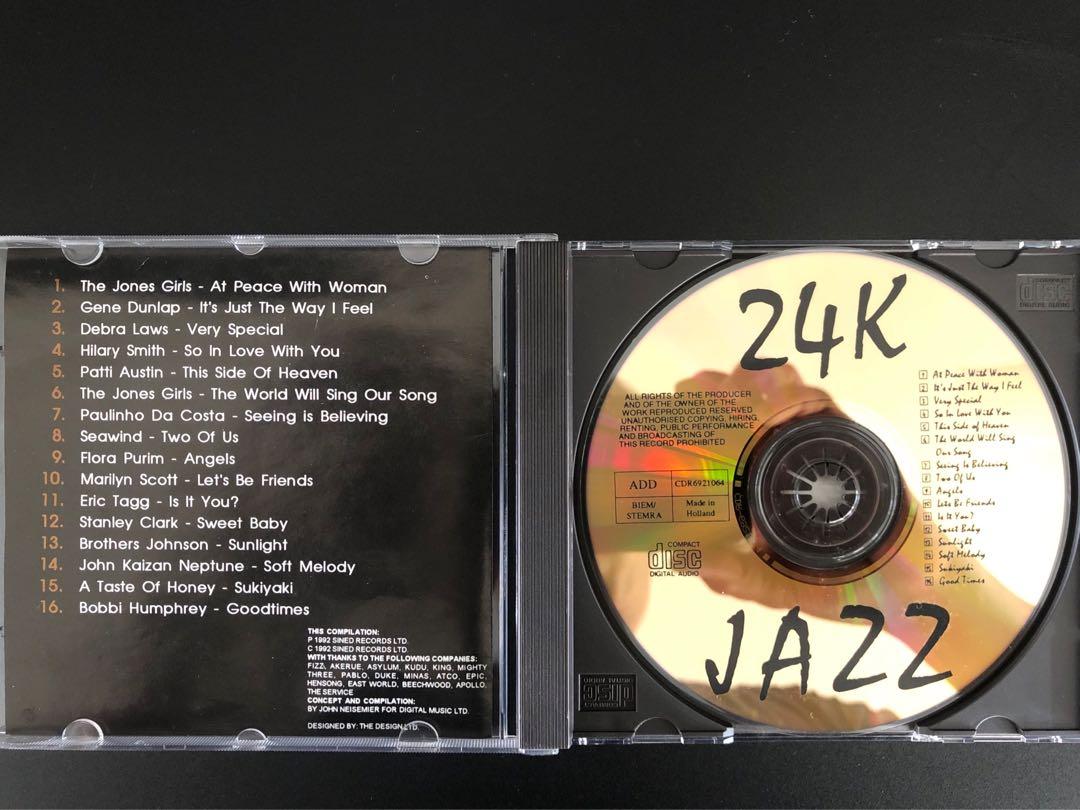 1. The Jones Girls - At Peace With Woman
2. Gene Dunlap - It's Just The Way I Feel
3. Debra Laws - Very Special
4. Hilary Smith - So In Love With You
5. Patti Austin - This Side Of Heaven
6. The Jones Girls - The World Will Sing Our Song
7. Paulinho Da Costa - Seeing is Believing
8. Seawind - Two Of Us
9. Flora Purim - Angels
10. Marilyn Scott - Let's Be Friends
11. Eric Tagg - Is It You?
12. Stanley Clark - Sweet Baby
13. Brothers Johnson - Sunlight
14. John Kaizan Neptune - Soft Melody
15. A Taste Of Honey - Sukiyaki
16. Bobbi Humphrey - Goodtimes
THIS COMPILATION:
P 1992 SINED RECORDS LTD.
C 1992 SINED RECORDS LTD.
WITH THANKS TO THE FOLLOWING COMPANIES:
FIZZ, AKERUE, ASYLUM, KUDU, KING, MIGHTY
THREE, PABLO, DUKE, MINAS, ATCO, EPIC,
HENSONG, EAST WORLD, BEECHWOOD, APOLLO,
THE SERVICE
CONCEPT AND COMPILATION:
BY JOHN NEISEMIER FOR DIGITAL MUSIC LTD.
DESIGNED BY: THE DESIGN LTD.
24K
ALL RIGHTS OF THE PRODUCER
AND OF THE OWNER OF THE
WORK REPRODUCED RESERVED
UNAUTHORISED COPYING, HIRING,
RENTING, PUBLIC PERFORMANCE
AND BROADCASTING OF
THIS RECORD PROHIBITED
ADD CDR6921064
BIEM/ Made in
STEMRA Holland
COMPACT
disc
DIGITAL AUDIO
1 At Peace With Woman
2 It's Just The Way I Feel
3 Very Special
4 So In Love With You
5 This Side of Heaven
6 The World Will Sing
Our Song
7 Seeing Is Believing
8 Two Of Us
9 Angels
10 Lets Be Friends
11 Is It You?
12 Sweet Baby
13 Sunlight
14 Soft Melody
15 Sukiyaki
16 Good Times
JAZZ
COMPACT
disc
DIGITAL AUDIO
COMPACT
disc
DIGITAL AUDIO